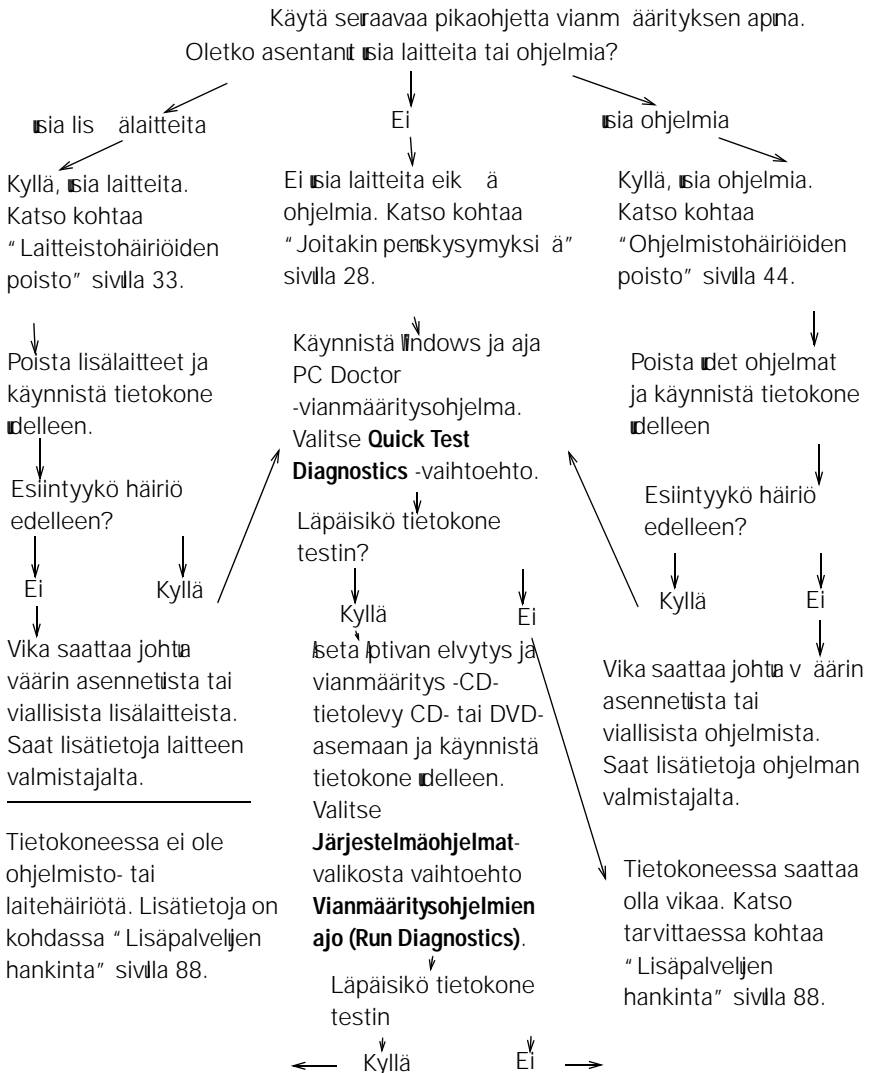 Käytä seuraavaa pikaohjetta vianmäärityksen apuna.
Oletko asentanut uusia laitteita tai ohjelmia?
uusia lisälaitteita
Kyllä, uusia laitteita.
Katso kohtaa
"Laitteistohäiriöiden
poisto" sivulla 33.
Poista lisälaitteet ja
käynnistä tietokone
uudelleen.
Esiintyykö häiriö
edelleen?
Ei
Kyllä
Vika saattaa johtua
väärin asennetuista tai
viallisista lisälaitteista.
Saat lisätietoja laitteen
valmistajalta.
Tietokoneessa ei ole
ohjelmisto- tai
laitehäiriötä. Lisätietoja on
kohdassa "Lisäpalvelujen
hankinta" sivulla 88.
Ei
Ei uusia laitteita eikä
ohjelmia. Katso kohtaa
"Joitakin peruskysymyksiä"
sivulla 28.
Käynnistä Windows ja aja
PC Doctor
-vianmääritysohjelma.
Valitse Quick Test
Diagnostics -vaihtoehto.
Läpäisikö tietokone
testin?
Kyllä
Ei
Aseta Aptivan elvytys ja
vianmääritys -CD-
tietolevy CD- tai DVD-
asemaan ja käynnistä
tietokone uudelleen.
Valitse
Järjestelmäohjelmat-
valikosta vaihtoehto
Vianmääritysohjelmien
ajo (Run Diagnostics).
Läpäisikö tietokone
testin
Kyllä
Ei
uusia ohjelmia
Kyllä, uusia ohjelmia.
Katso kohtaa
"Ohjelmistohäiriöiden
poisto" sivulla 44.
Poista uudet ohjelmat
ja käynnistä tietokone
uudelleen
Esiintyykö häiriö
edelleen?
Kyllä
Ei
Vika saattaa johtua väärin
asennetuista tai
viallisista ohjelmista.
Saat lisätietoja ohjelman
valmistajalta.
Tietokoneessa saattaa
olla vikaa. Katso
tarvittaessa kohtaa
"Lisäpalvelujen
hankinta" sivulla 88.